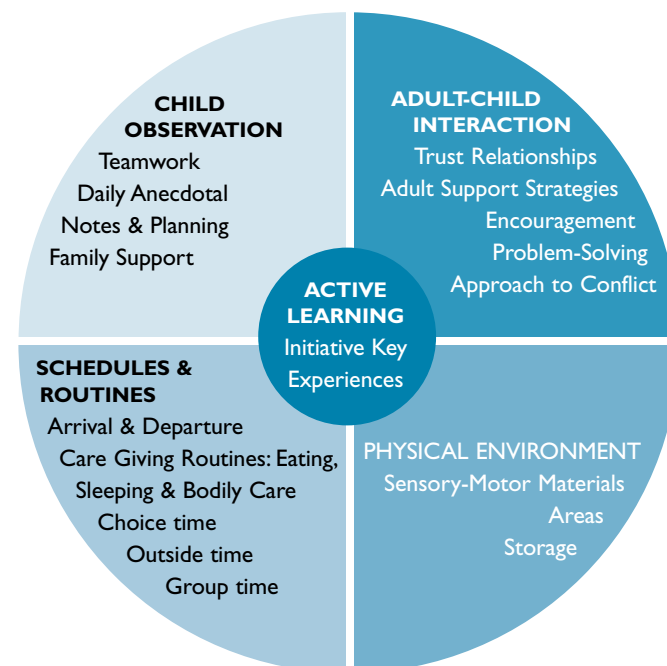 CHILD
OBSERVATION
Teamwork
Daily Anecdotal
Notes & Planning
Family Support
ADULT-CHILD
INTERACTION
Trust Relationships
Adult Support Strategies
Encouragement
Problem-Solving
Approach to Conflict
ACTIVE
LEARNING
Initiative Key
Experiences
SCHEDULES &
ROUTINES
Arrival & Departure
Care Giving Routines: Eating,
Sleeping & Bodily Care
Choice time
Outside time
Group time
PHYSICAL ENVIRONMENT
Sensory-Motor Materials
Areas
Storage